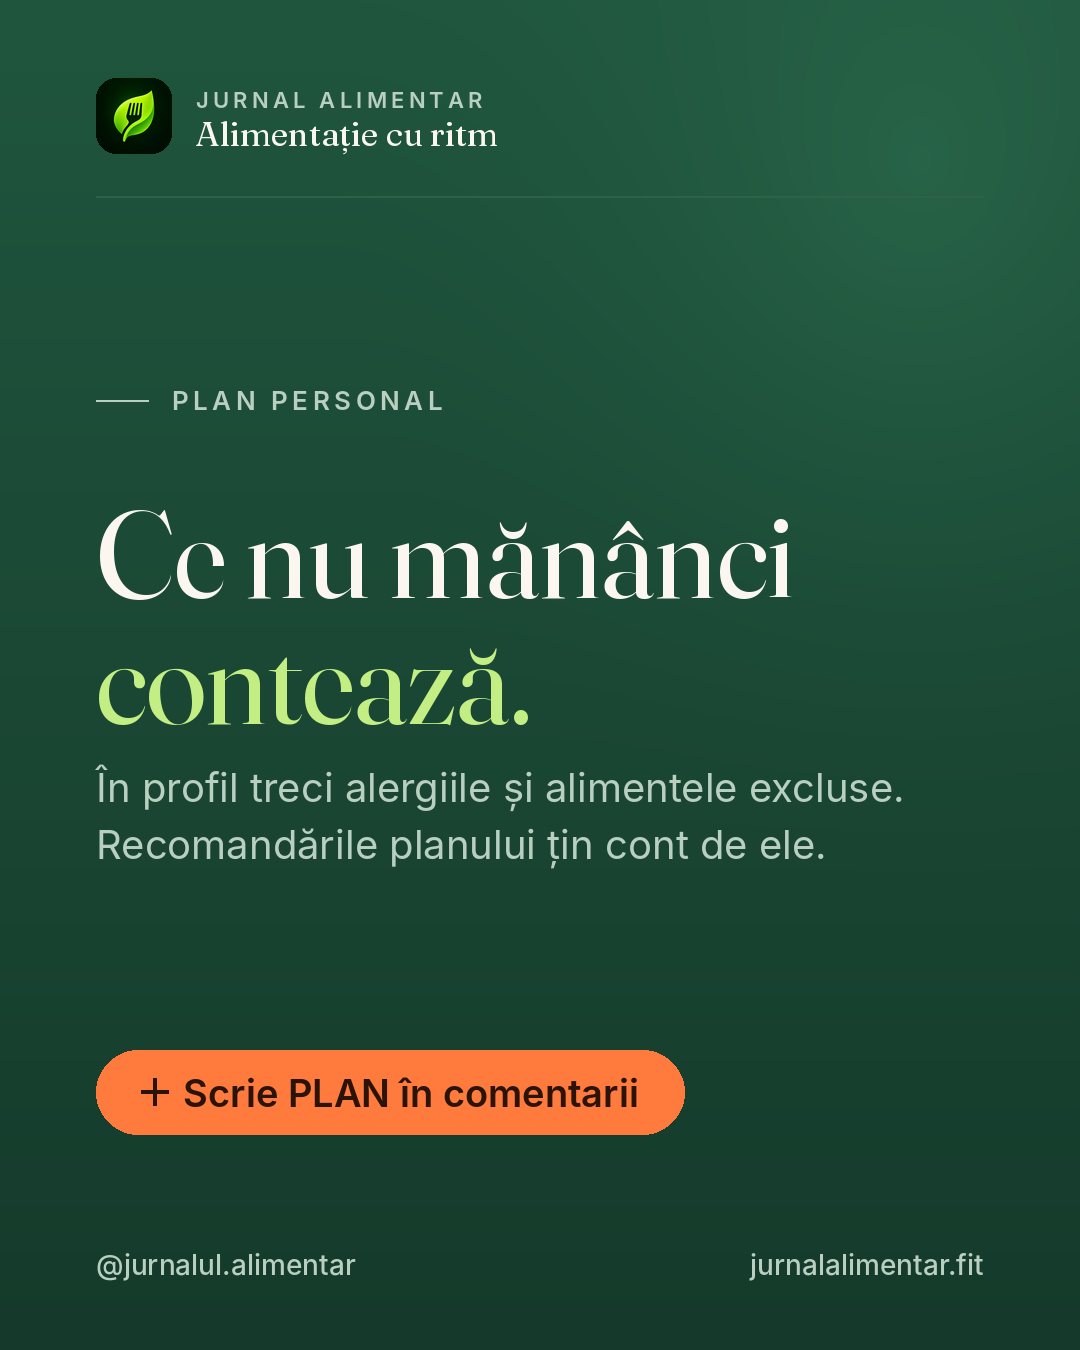 JURNAL ALIMENTAR
Alimentație cu ritm
PLAN PERSONAL
Ce nu mănânci
contează.
În profil treci alergiile și alimentele excluse.
Recomandările planului țin cont de ele.
+ Scrie PLAN în comentarii
@jurnalul.alimentar
jurnalalimentar.fit